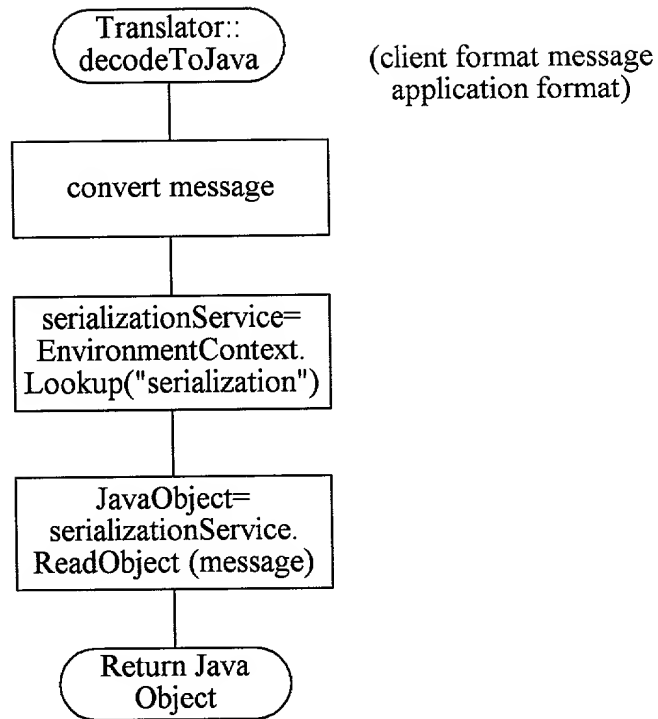 Translator::
decodeToJava
(client format message
application format)
convert message
serializationService=
EnvironmentContext.
Lookup("serialization")
JavaObject=
serializationService.
ReadObject (message)
Return Java
Object